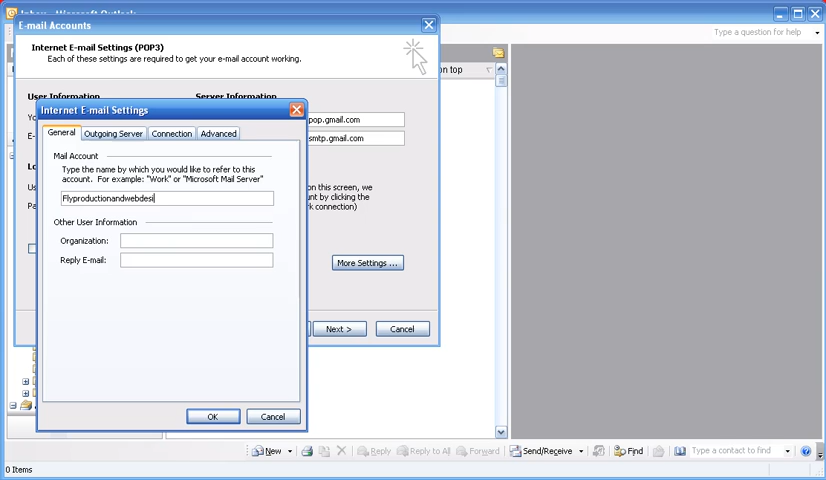 Inbox - Microsoft Outlook
E-mail Accounts
Type a question for help
Internet E-mail Settings (POP3)
Each of these settings are required to get your e-mail account working.
on top
User Information
Server Information
pop.gmail.com
E-
smtp.gmail.com
Internet E-mail Settings
General
Outgoing Server
Connection
Advanced
Mail Account
Type the name by which you would like to refer to this
account. For example: "Work" or "Microsoft Mail Server"
Flyproductionandwebdesi
on this screen, we
nt by clicking the
k connection)
Other User Information
Organization:
Reply E-mail:
More Settings ...
Next >
Cancel
OK
Cancel
New
Reply
Reply to All
Forward
Send/Receive
Find
Type a contact to find
0 Items